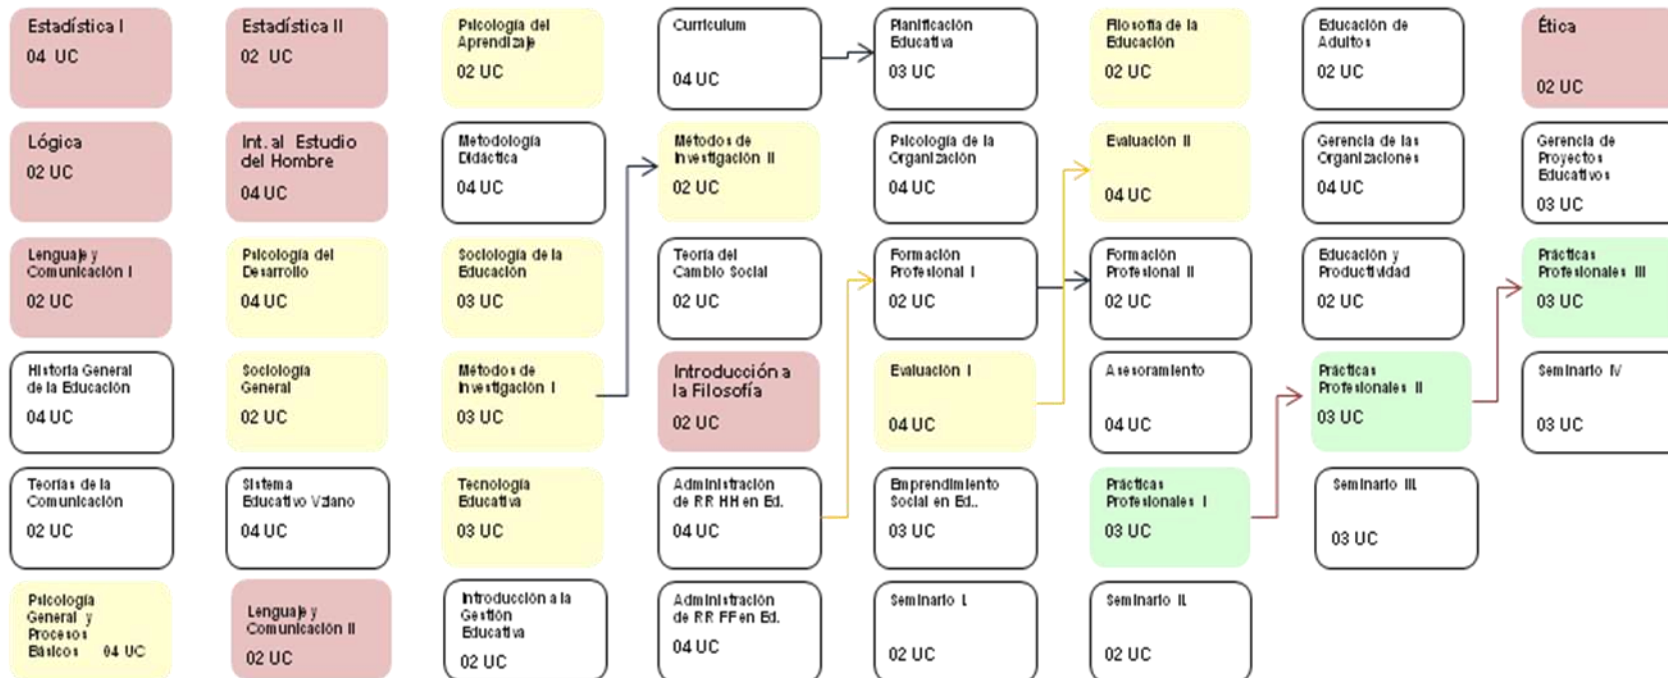 Estadística I
04 UC
Estadística II
02 UC
Psicología del
Aprendizaje
02 UC
Curriculum
04 UC
Planificación
Educativa
03 UC
Filosofía de la
Educación
02 UC
Educación de
Adultos
02 UC
Ética
02 UC
Lógica
02 UC
Int. al Estudio
del Hombre
04 UC
Metodología
Didáctica
04 UC
Métodos de
Investigación II
02 UC
Psicología de la
Organización
04 UC
Evaluación II
04 UC
Gerencia de las
Organizaciones
04 UC
Gerencia de
Proyectos
Educativos
03 UC
Lenguaje y
Comunicación I
02 UC
Psicología del
Desarrollo
04 UC
Sociología de la
Educación
03 UC
Teoría del
Cambio Social
02 UC
Formación
Profesional I
02 UC
Formación
Profesional II
02 UC
Educación y
Productividad
02 UC
Prácticas
Profesionales III
03 UC
Historia General
de la Educación
04 UC
Sociología
General
02 UC
Métodos de
Investigación I
03 UC
Introducción a
la Filosofía
02 UC
Evaluación I
04 UC
Asesoramiento
04 UC
Prácticas
Profesionales II
03 UC
Seminario IV
03 UC
Teorías de la
Comunicación
02 UC
Sistema
Educativo Vzlano
04 UC
Tecnología
Educativa
03 UC
Administración
de RR HH en Ed.
04 UC
Emprendimiento
Social en Ed..
03 UC
Prácticas
Profesionales I
03 UC
Seminario III.
03 UC
Psicología
General y
Procesos
Básicos 04 UC
Lenguaje y
Comunicación II
02 UC
Introducción a la
Gestión
Educativa
02 UC
Administración
de RR FF en Ed.
04 UC
Seminario I.
02 UC
Seminario II.
02 UC